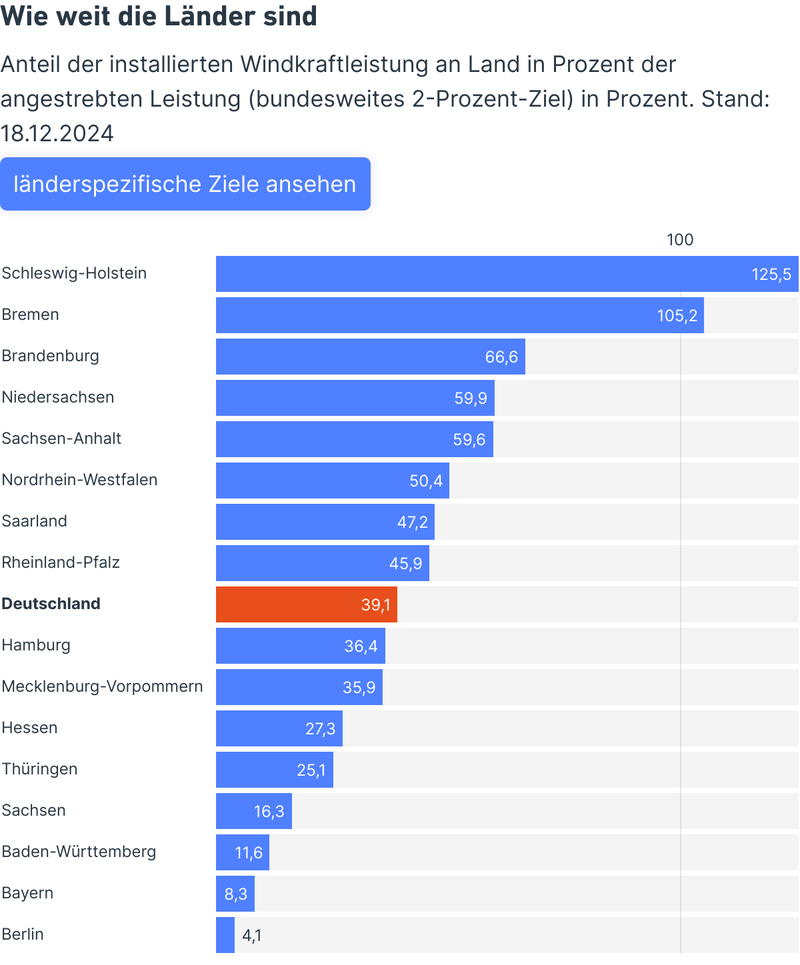 Wie weit die Länder sind
Anteil der installierten Windkraftleistung an Land in Prozent der
angestrebten Leistung (bundesweites 2-Prozent-Ziel) in Prozent. Stand:
18.12.2024
länderspezifische Ziele ansehen
100
Schleswig-Holstein 125,5
Bremen 105,2
Brandenburg 66,6
Niedersachsen 59,9
Sachsen-Anhalt 59,6
Nordrhein-Westfalen 50,4
Saarland 47,2
Rheinland-Pfalz 45,9
Deutschland 39,1
Hamburg 36,4
Mecklenburg-Vorpommern 35,9
Hessen 27,3
Thüringen 25,1
Sachsen 16,3
Baden-Württemberg 11,6
Bayern 8,3
Berlin 4,1